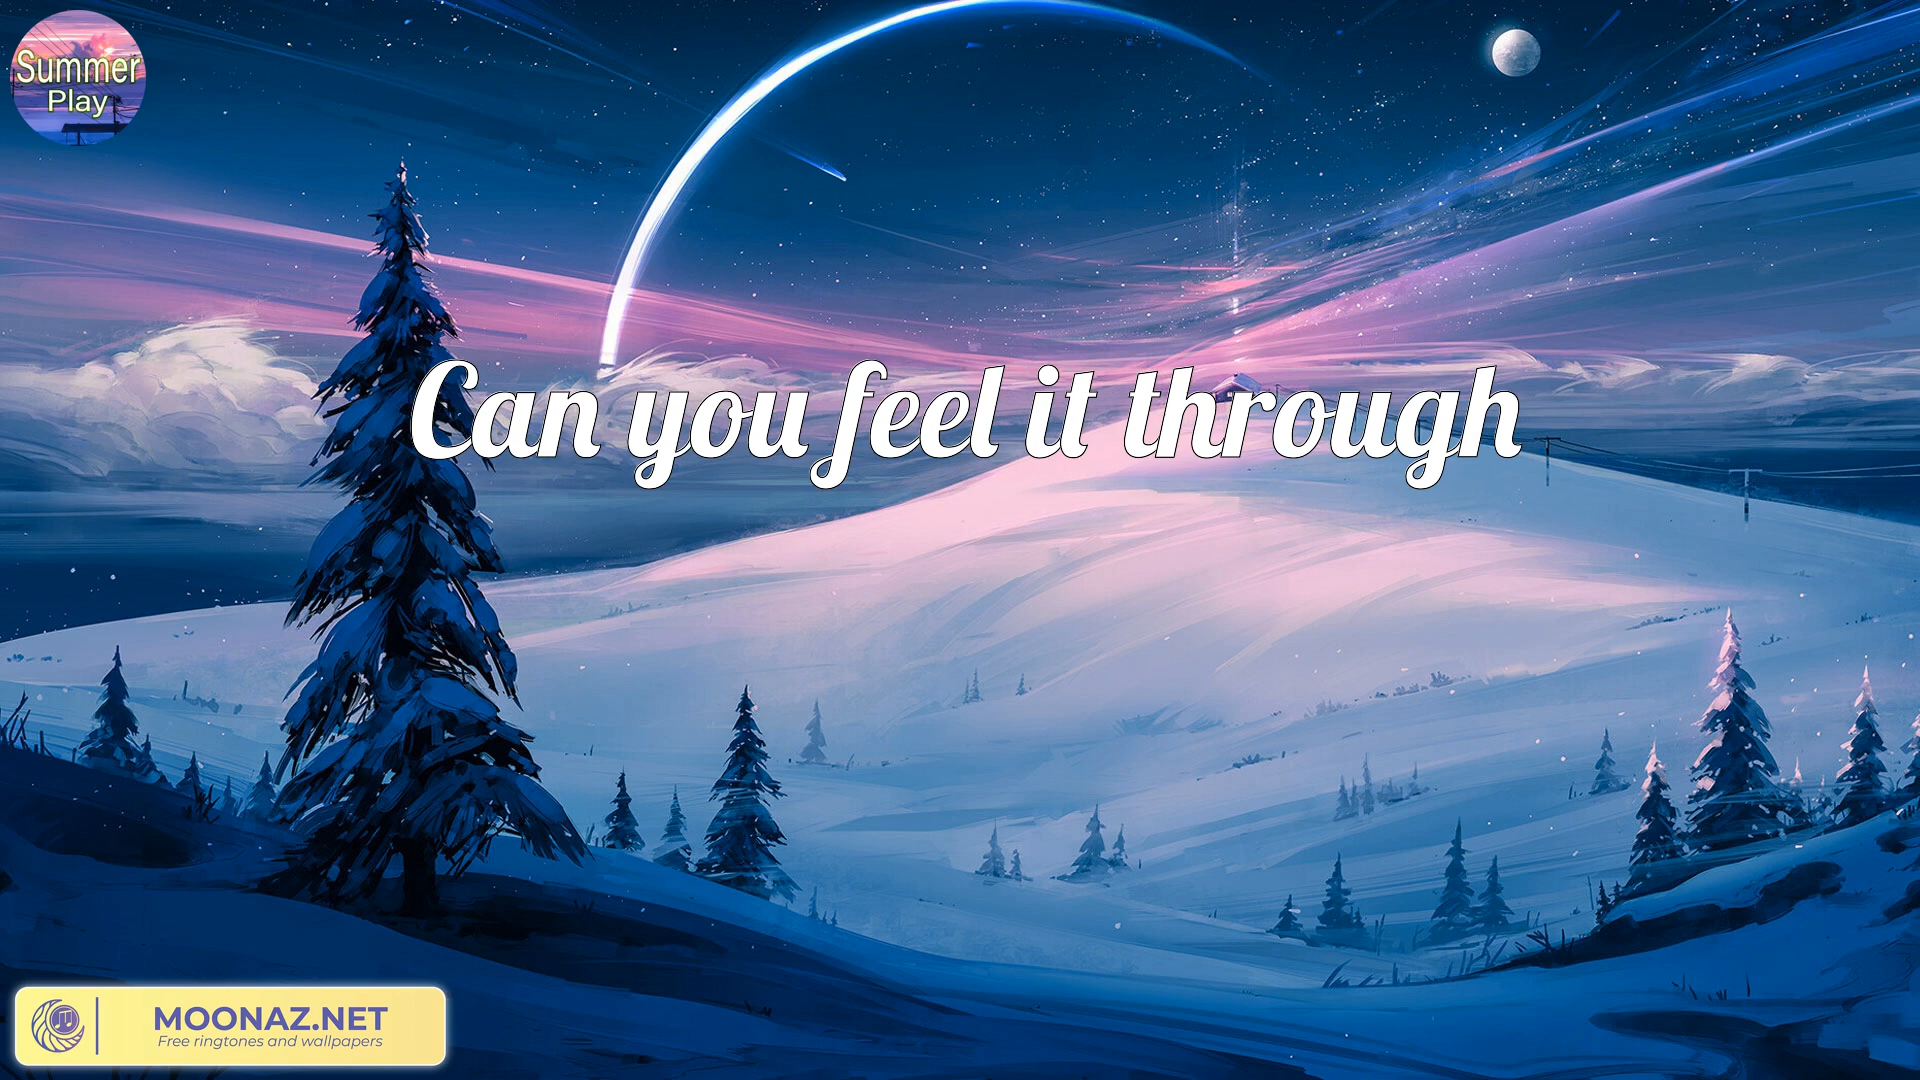 Summer
Play
Can you feel it through
MOONAZ.NET
Free ringtones and wallpapers